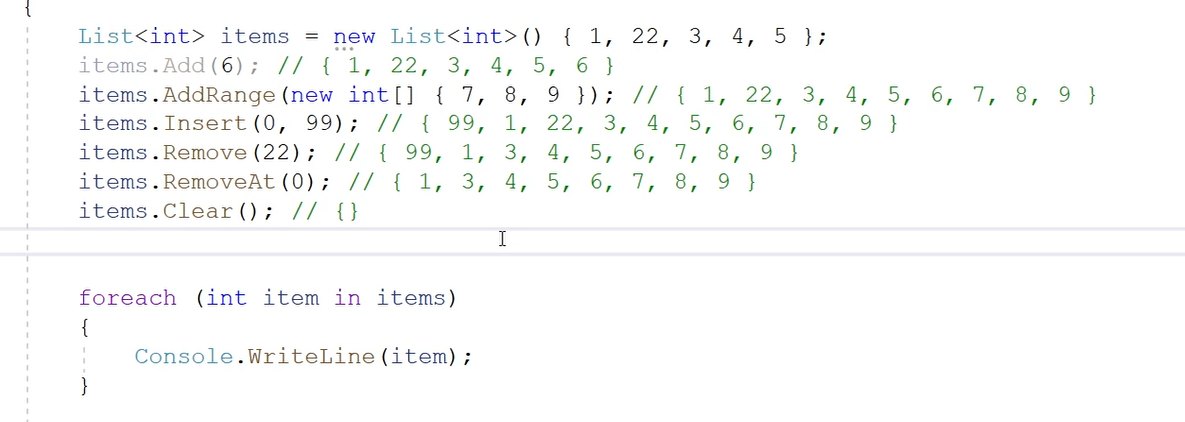 {
List<int> items = new List<int>() { 1, 22, 3, 4, 5 };
items.Add(6); // { 1, 22, 3, 4, 5, 6 }
items.AddRange(new int[] { 7, 8, 9 }); // { 1, 22, 3, 4, 5, 6, 7, 8, 9 }
items.Insert(0, 99); // { 99, 1, 22, 3, 4, 5, 6, 7, 8, 9 }
items.Remove(22); // { 99, 1, 3, 4, 5, 6, 7, 8, 9 }
items.RemoveAt(0); // { 1, 3, 4, 5, 6, 7, 8, 9 }
items.Clear(); // {}
foreach (int item in items)
{
Console.WriteLine(item);
}